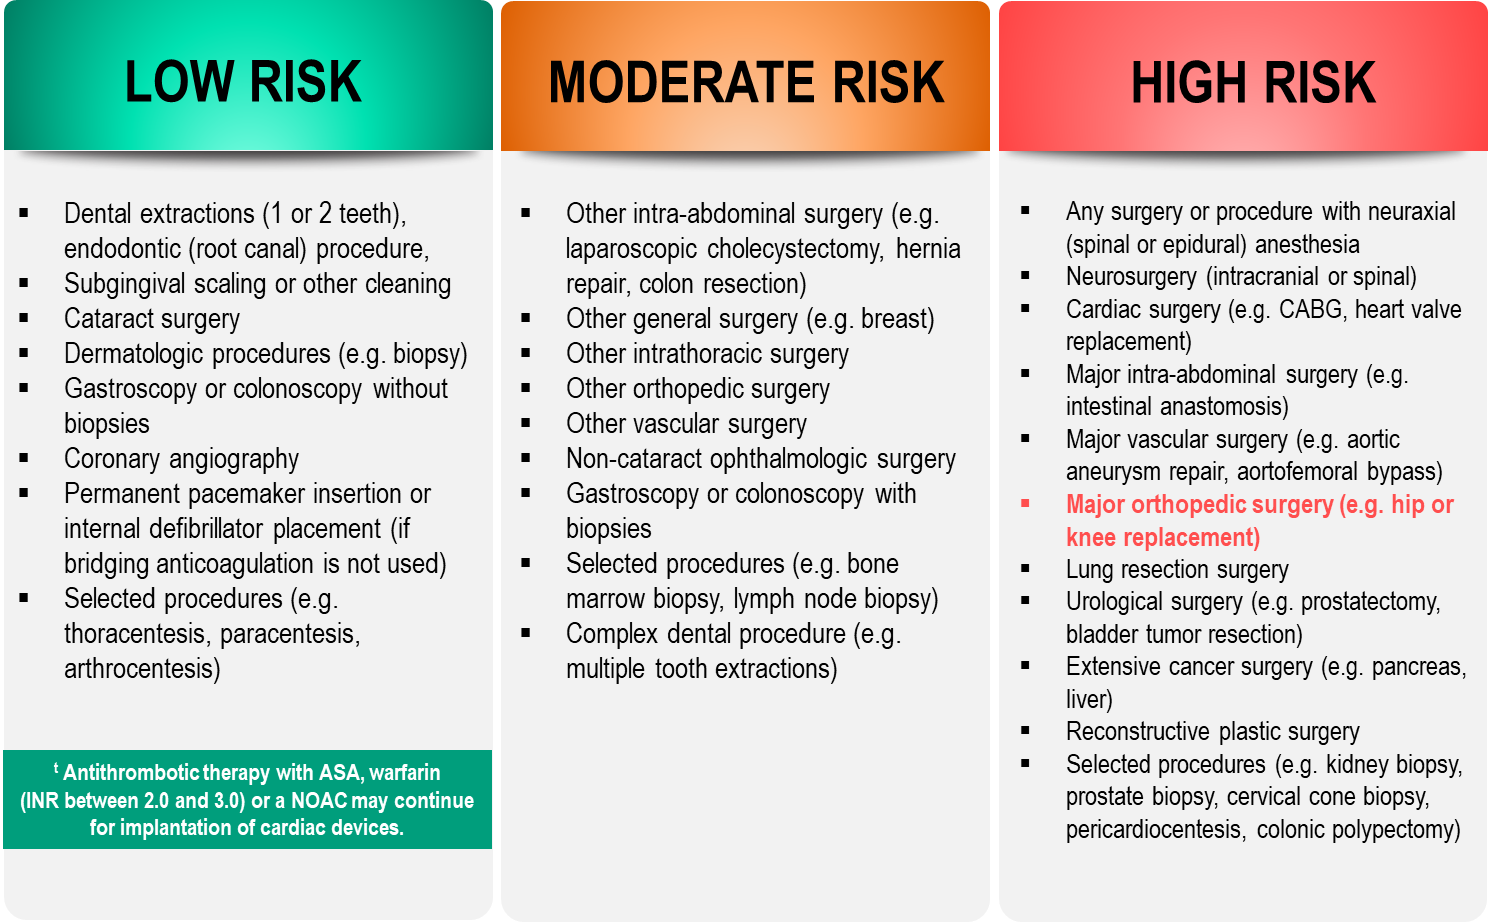 LOW RISK
▪ Dental extractions (1 or 2 teeth),
endodontic (root canal) procedure,
▪ Subgingival scaling or other cleaning
▪ Cataract surgery
▪ Dermatologic procedures (e.g. biopsy)
▪ Gastroscopy or colonoscopy without
biopsies
▪ Coronary angiography
▪ Permanent pacemaker insertion or
internal defibrillator placement (if
bridging anticoagulation is not used)
▪ Selected procedures (e.g.
thoracentesis, paracentesis,
arthrocentesis)
t Antithrombotic therapy with ASA, warfarin
(INR between 2.0 and 3.0) or a NOAC may continue
for implantation of cardiac devices.
MODERATE RISK
▪ Other intra-abdominal surgery (e.g.
laparoscopic cholecystectomy, hernia
repair, colon resection)
▪ Other general surgery (e.g. breast)
▪ Other intrathoracic surgery
▪ Other orthopedic surgery
▪ Other vascular surgery
▪ Non-cataract ophthalmologic surgery
▪ Gastroscopy or colonoscopy with
biopsies
▪ Selected procedures (e.g. bone
marrow biopsy, lymph node biopsy)
▪ Complex dental procedure (e.g.
multiple tooth extractions)
HIGH RISK
▪ Any surgery or procedure with neuraxial
(spinal or epidural) anesthesia
▪ Neurosurgery (intracranial or spinal)
▪ Cardiac surgery (e.g. CABG, heart valve
replacement)
▪ Major intra-abdominal surgery (e.g.
intestinal anastomosis)
▪ Major vascular surgery (e.g. aortic
aneurysm repair, aortofemoral bypass)
▪ Major orthopedic surgery (e.g. hip or
knee replacement)
▪ Lung resection surgery
▪ Urological surgery (e.g. prostatectomy,
bladder tumor resection)
▪ Extensive cancer surgery (e.g. pancreas,
liver)
▪ Reconstructive plastic surgery
▪ Selected procedures (e.g. kidney biopsy,
prostate biopsy, cervical cone biopsy,
pericardiocentesis, colonic polypectomy)